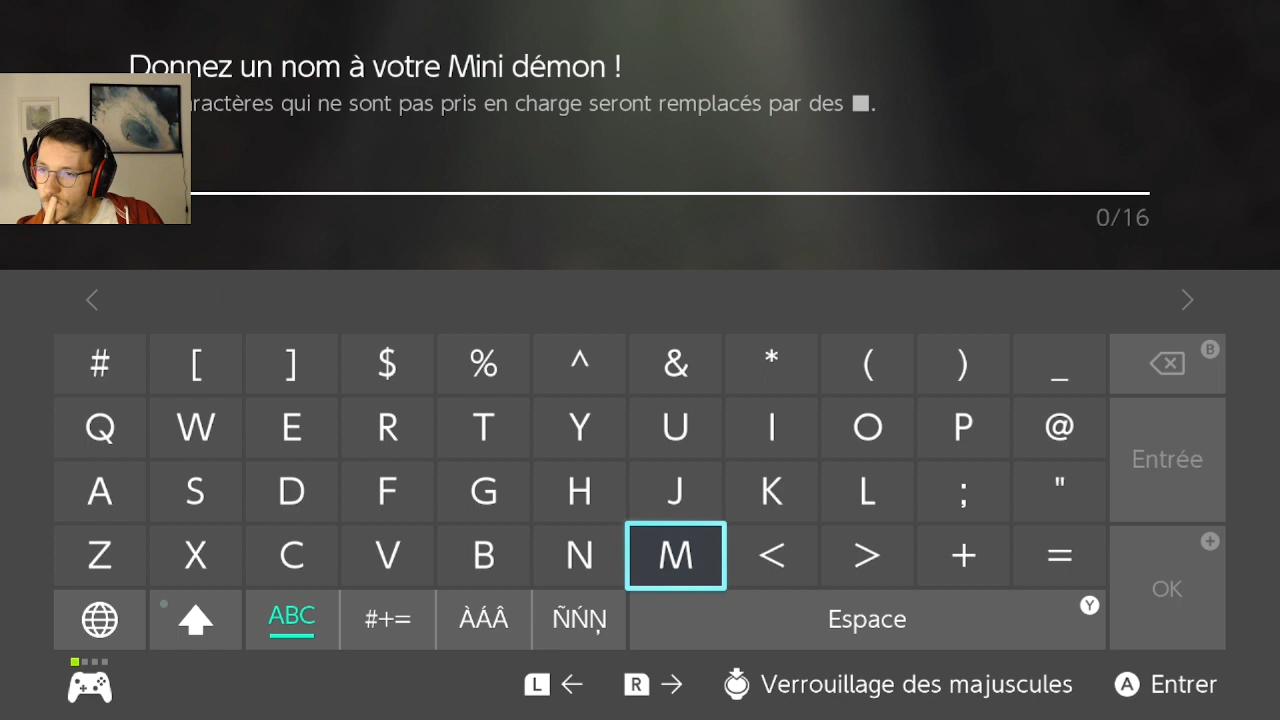 Donnez un nom à votre Mini démon !
aractères qui ne sont pas pris en charge seront remplacés par des ■.
0/16
# [ ] $ % ^ & * ( ) _ B
Q W E R T Y U I O P @ Entrée
A S D F G H J K L ; "
Z X C V B N M < > + = + OK
ABC #+= ÀÁÂ ÑŃŅ Espace Y
L ← R → Verrouillage des majuscules A Entrer